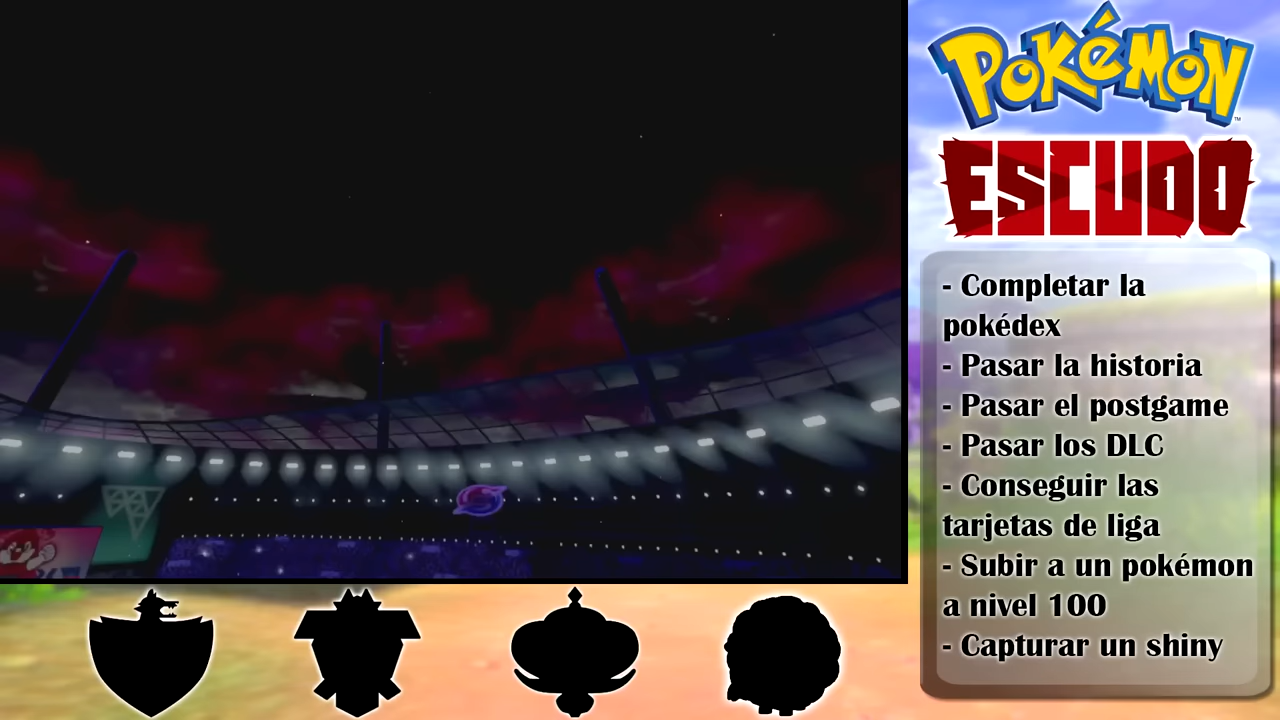 POKÉMON
™
ESCUDO
- Completar la
pokédex
- Pasar la historia
- Pasar el postgame
- Pasar los DLC
- Conseguir las
tarjetas de liga
- Subir a un pokémon
a nivel 100
- Capturar un shiny